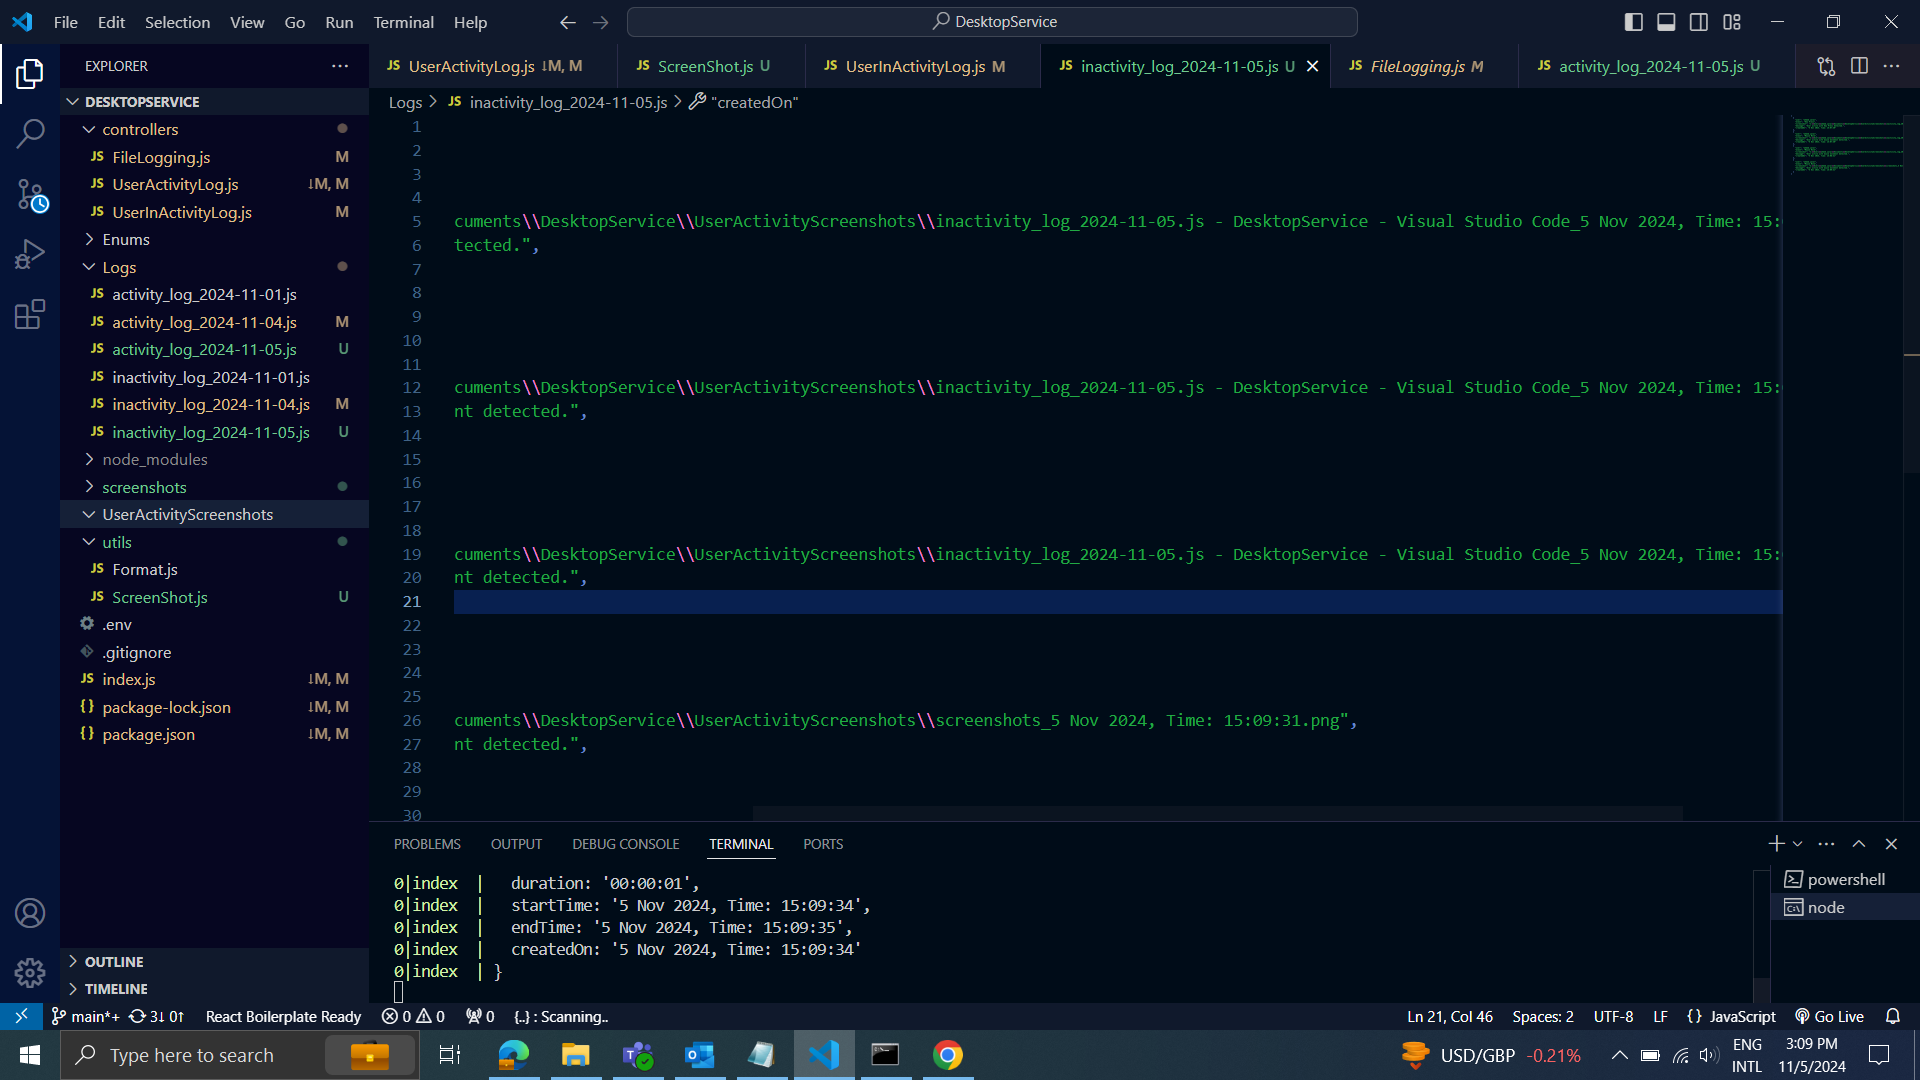 File Edit Selection View Go Run Terminal Help
DesktopService
EXPLORER
DESKTOPSERVICE
controllers
JS FileLogging.js M
JS UserActivityLog.js ↓M, M
JS UserInActivityLog.js M
Enums
Logs
JS activity_log_2024-11-01.js
JS activity_log_2024-11-04.js M
JS activity_log_2024-11-05.js U
JS inactivity_log_2024-11-01.js
JS inactivity_log_2024-11-04.js M
JS inactivity_log_2024-11-05.js U
node_modules
screenshots
UserActivityScreenshots
utils
JS Format.js
JS ScreenShot.js U
.env
.gitignore
JS index.js ↓M, M
{} package-lock.json ↓M, M
{} package.json ↓M, M
OUTLINE
TIMELINE
JS UserActivityLog.js ↓M, M JS ScreenShot.js U JS UserInActivityLog.js M JS inactivity_log_2024-11-05.js U JS FileLogging.js M JS activity_log_2024-11-05.js U
Logs > JS inactivity_log_2024-11-05.js > "createdOn"
1
2
3
4
5 cuments\\DesktopService\\UserActivityScreenshots\\inactivity_log_2024-11-05.js - DesktopService - Visual Studio Code_5 Nov 2024, Time: 15:
6 tected.",
7
8
9
10
11
12 cuments\\DesktopService\\UserActivityScreenshots\\inactivity_log_2024-11-05.js - DesktopService - Visual Studio Code_5 Nov 2024, Time: 15:
13 nt detected.",
14
15
16
17
18
19 cuments\\DesktopService\\UserActivityScreenshots\\inactivity_log_2024-11-05.js - DesktopService - Visual Studio Code_5 Nov 2024, Time: 15:
20 nt detected.",
21
22
23
24
25
26 cuments\\DesktopService\\UserActivityScreenshots\\screenshots_5 Nov 2024, Time: 15:09:31.png",
27 nt detected.",
28
29
30
PROBLEMS OUTPUT DEBUG CONSOLE TERMINAL PORTS
0|index | duration: '00:00:01',
0|index | startTime: '5 Nov 2024, Time: 15:09:34',
0|index | endTime: '5 Nov 2024, Time: 15:09:35',
0|index | createdOn: '5 Nov 2024, Time: 15:09:34'
0|index | }
powershell
node
main*+ 3↓ 0↑ React Boilerplate Ready 0 0 0 {..} : Scanning.. Ln 21, Col 46 Spaces: 2 UTF-8 LF {} JavaScript Go Live
Type here to search
USD/GBP -0.21%
ENG
INTL
3:09 PM
11/5/2024